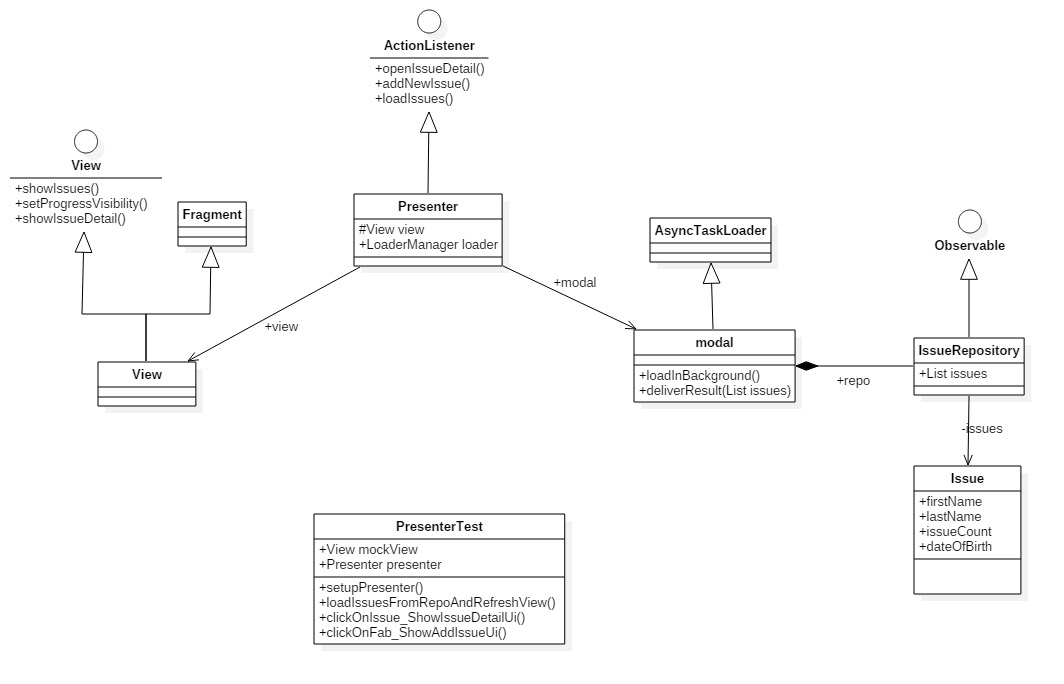 ActionListener
+openIssueDetail()
+addNewIssue()
+loadIssues()
View
+showIssues()
+setProgressVisibility()
+showIssueDetail()
Fragment
Presenter
#View view
+LoaderManager loader
AsyncTaskLoader
Observable
+modal
+view
modal
+loadInBackground()
+deliverResult(List issues)
+repo
IssueRepository
+List issues
View
-issues
Issue
+firstName
+lastName
+issueCount
+dateOfBirth
PresenterTest
+View mockView
+Presenter presenter
+setupPresenter()
+loadIssuesFromRepoAndRefreshView()
+clickOnIssue_ShowIssueDetailUi()
+clickOnFab_ShowAddIssueUi()